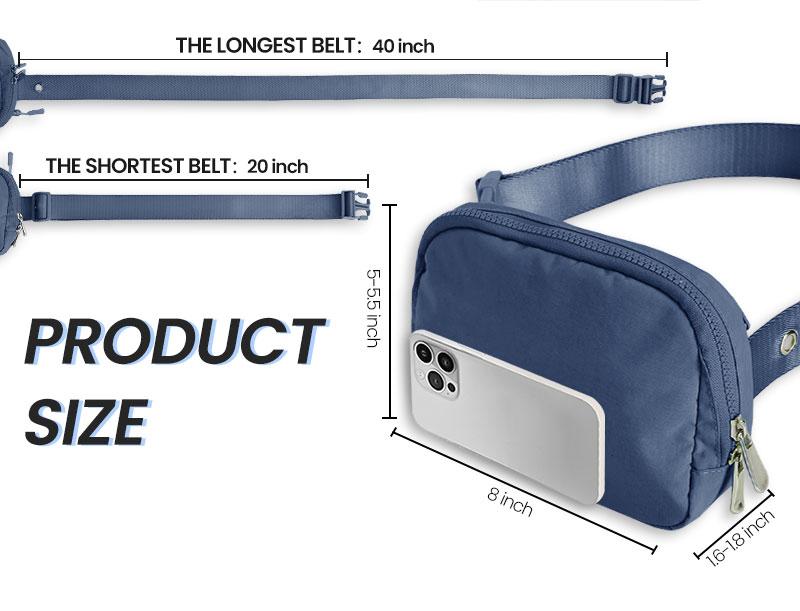 THE LONGEST BELT: 40 inch
THE SHORTEST BELT: 20 inch
5-5.5 inch
PRODUCT
SIZE
8 inch
1.6-1.8 inch